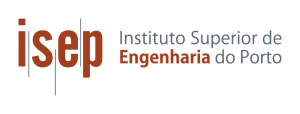 isep
Instituto Superior de
Engenharia do Porto